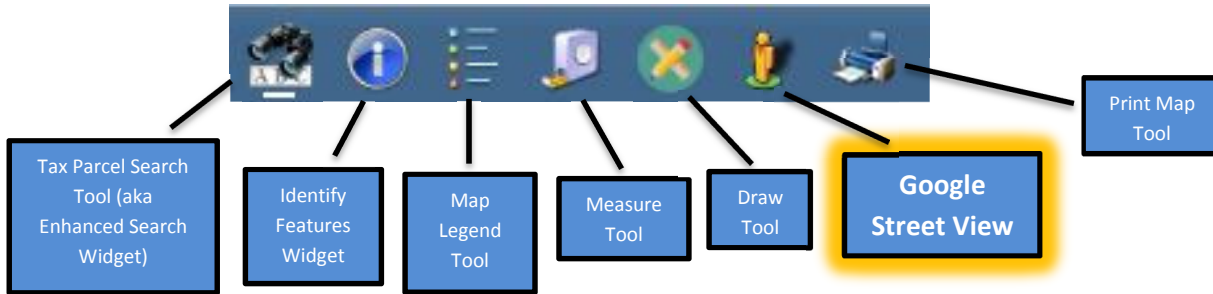 Tax Parcel Search
Tool (aka
Enhanced Search
Widget)
Identify
Features
Widget
Map
Legend
Tool
Measure
Tool
Draw
Tool
Google
Street View
Print Map
Tool